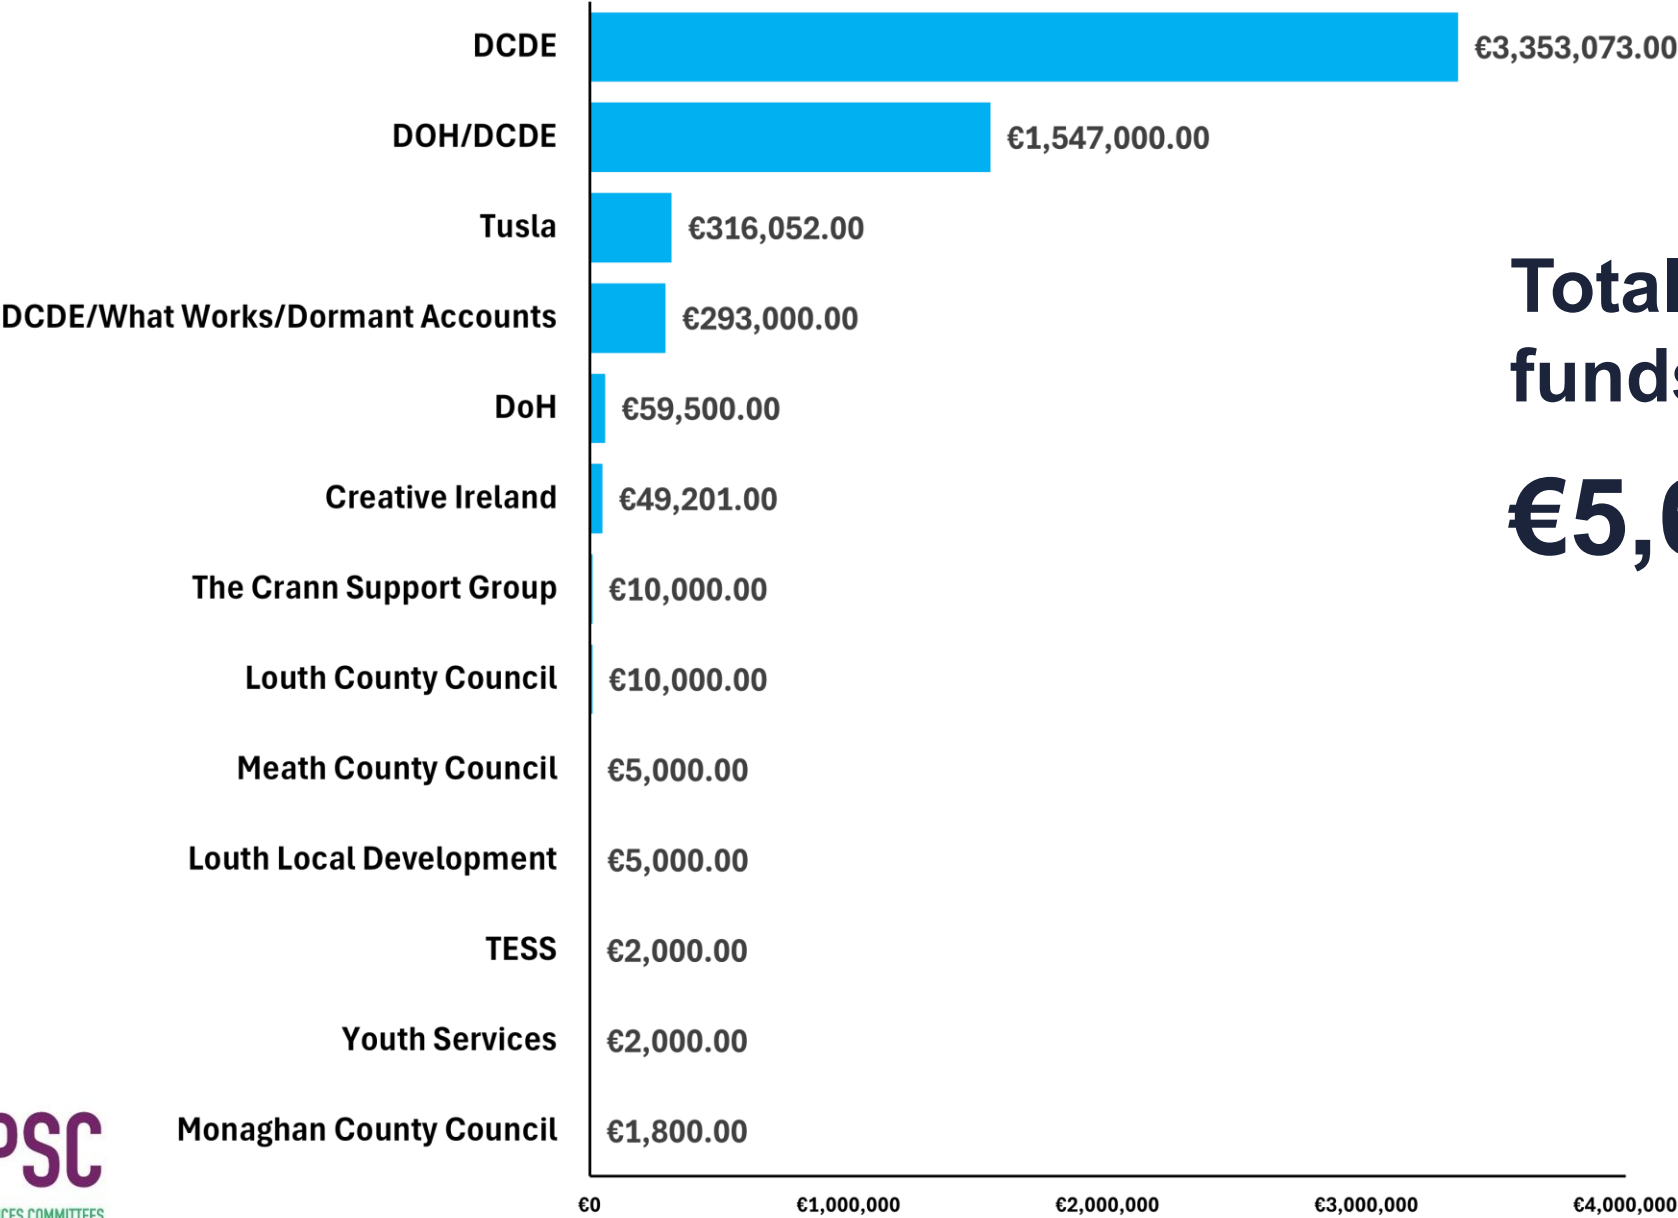 DCDE €3,353,073.00
DOH/DCDE €1,547,000.00
Tusla €316,052.00
DCDE/What Works/Dormant Accounts €293,000.00
DoH €59,500.00
Creative Ireland €49,201.00
The Crann Support Group €10,000.00
Louth County Council €10,000.00
Meath County Council €5,000.00
Louth Local Development €5,000.00
TESS €2,000.00
Youth Services €2,000.00
Monaghan County Council €1,800.00
€0 €1,000,000 €2,000,000 €3,000,000 €4,000,000
Total
funds
€5,6
PSC
COMMITTEES